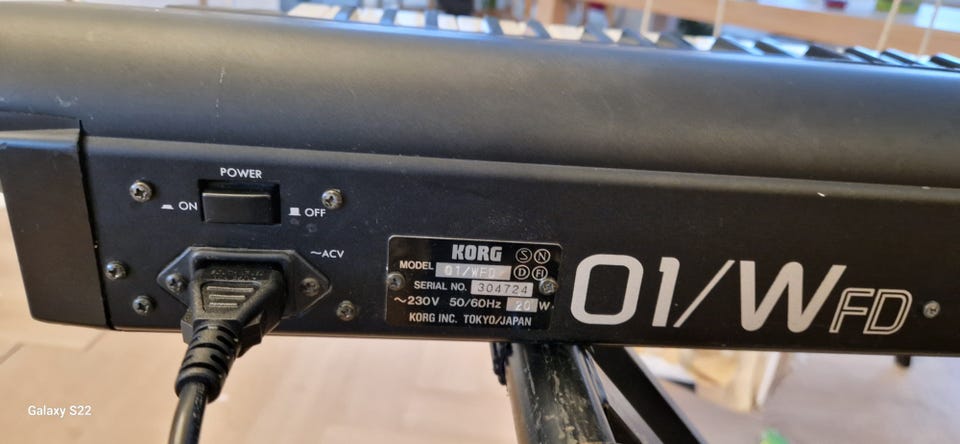 POWER
ON
OFF
~ACV
KORG
S N
MODEL 01/WFD D FI
SERIAL NO. 304724
~230V 50/60Hz 20 W
KORG INC. TOKYO/JAPAN
01/WFD
Galaxy S22